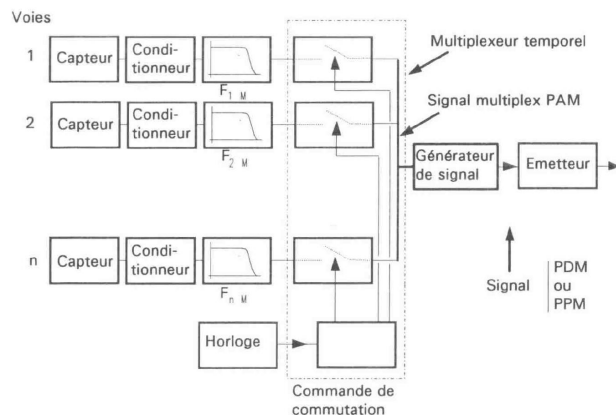 Voies
Multiplexeur temporel
1 Capteur Condi-
tionneur
F1 M
Signal multiplex PAM
2 Capteur Condi-
tionneur
F2 M
Générateur
de signal
Emetteur
n Capteur Condi-
tionneur
Fn M
Signal
PDM
ou
PPM
Horloge
Commande de
commutation